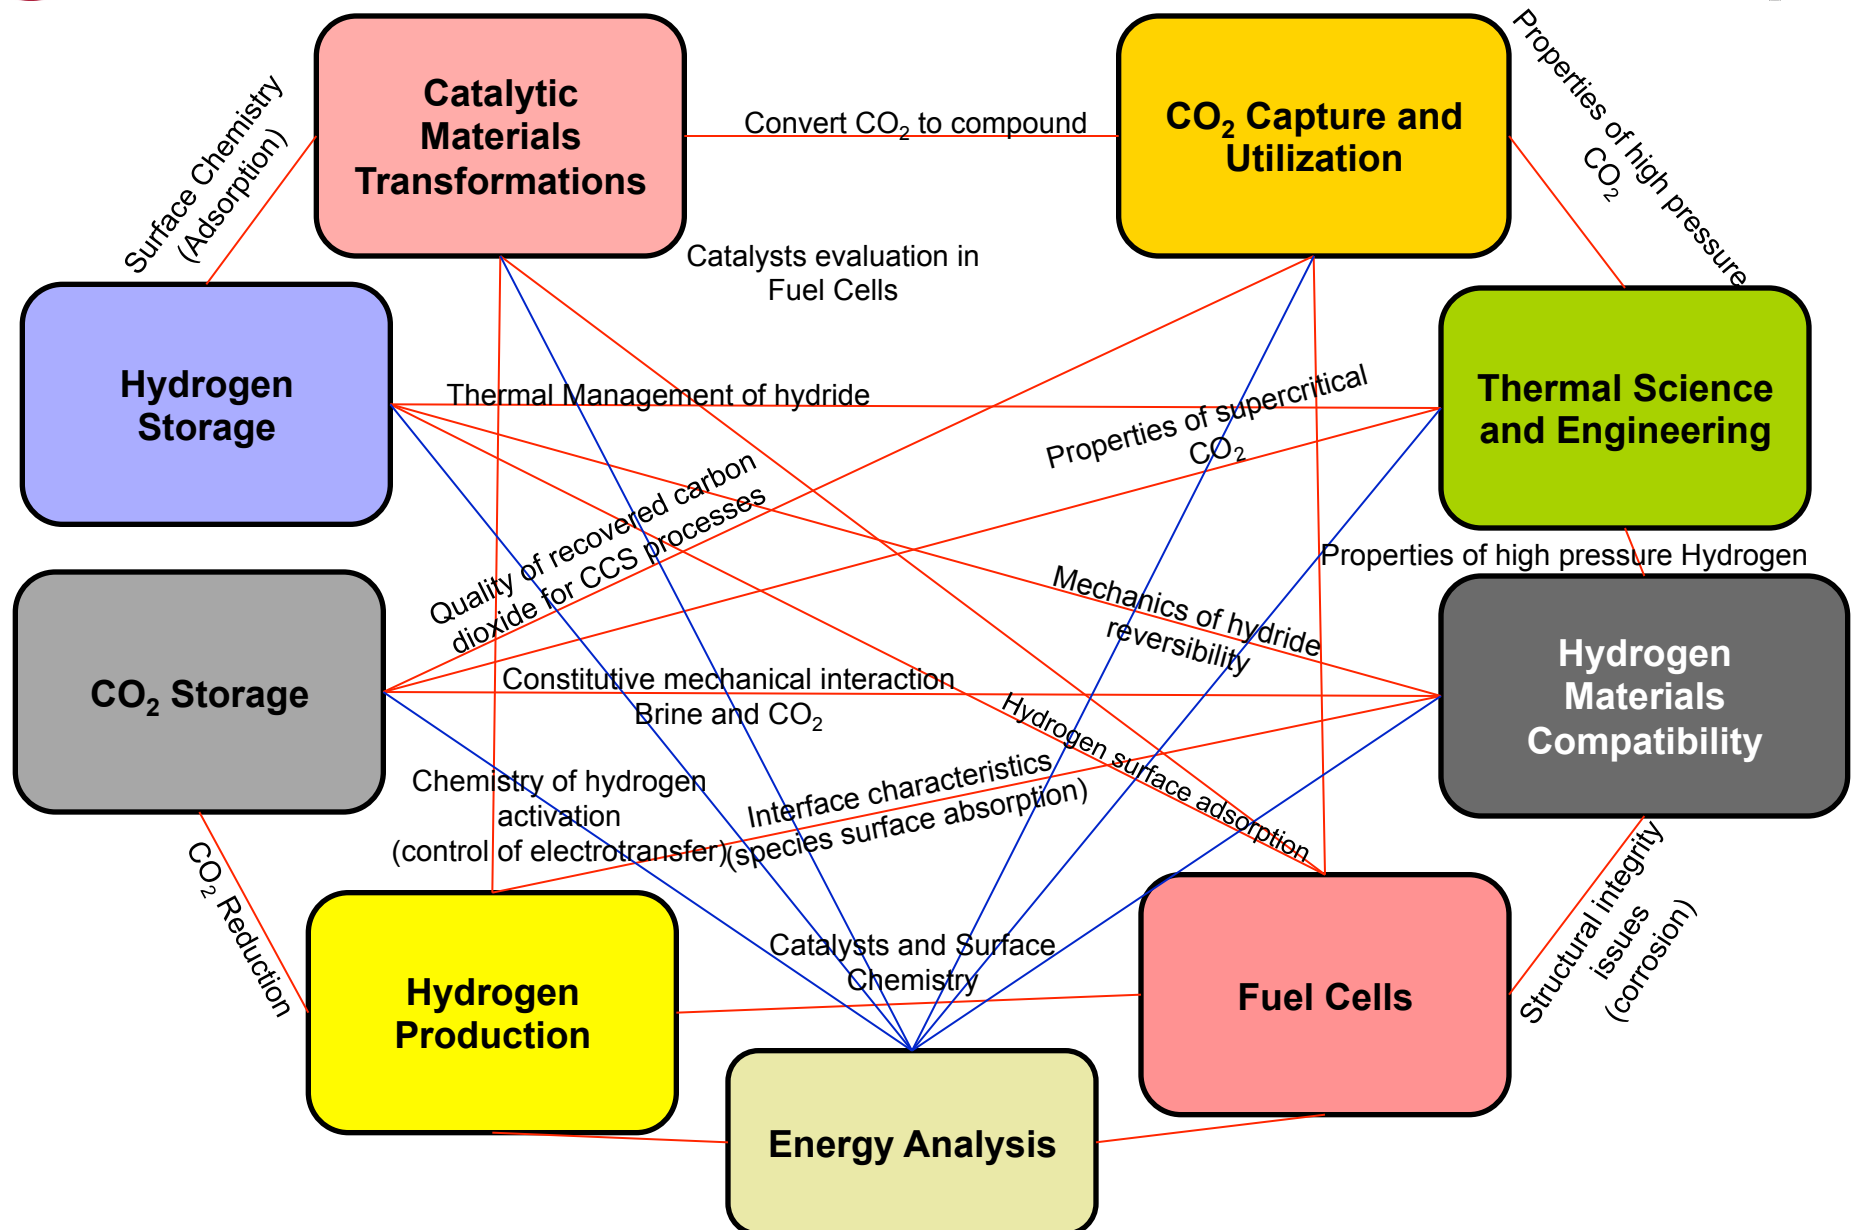 Catalytic
Materials
Transformations
Convert CO₂ to compound
CO₂ Capture and
Utilization
Properties of high pressure
CO₂
Surface Chemistry
(Adsorption)
Catalysts evaluation in
Fuel Cells
Hydrogen
Storage
Thermal Management of hydride
Properties of supercritical
CO₂
Thermal Science
and Engineering
Quality of recovered carbon
dioxide for CCS processes
Properties of high pressure Hydrogen
Mechanics of hydride
reversibility
CO₂ Storage
Constitutive mechanical interaction
Brine and CO₂
Hydrogen
Materials
Compatibility
Hydrogen surface adsorption
Chemistry of hydrogen
activation
(control of electrotransfer)
Interface characteristics
(species surface absorption)
CO₂ Reduction
Structural integrity
issues
(corrosion)
Catalysts and Surface
Chemistry
Hydrogen
Production
Fuel Cells
Energy Analysis